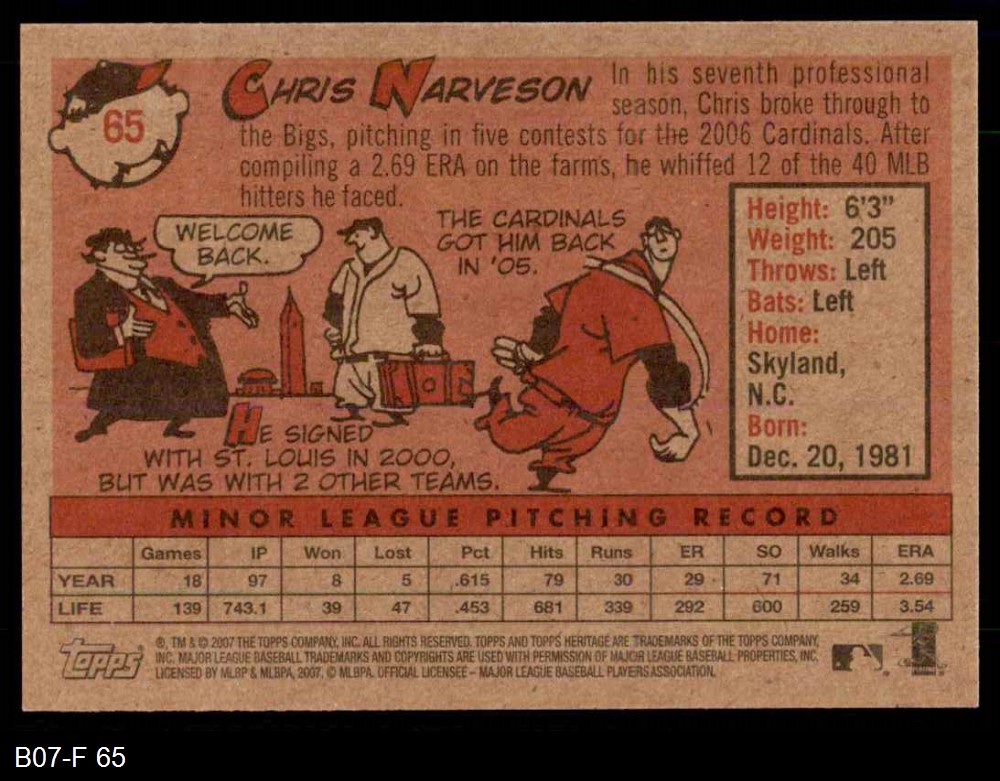 65
CHRIS NARVESON
In his seventh professional
season, Chris broke through to
the Bigs, pitching in five contests for the 2006 Cardinals. After
compiling a 2.69 ERA on the farms, he whiffed 12 of the 40 MLB
hitters he faced.
WELCOME
BACK.
THE CARDINALS
GOT HIM BACK
IN '05.
HE SIGNED
WITH ST. LOUIS IN 2000,
BUT WAS WITH 2 OTHER TEAMS.
Height: 6'3"
Weight: 205
Throws: Left
Bats: Left
Home:
Skyland,
N.C.
Born:
Dec. 20, 1981
MINOR LEAGUE PITCHING RECORD
Games IP Won Lost Pct Hits Runs ER SO Walks ERA
YEAR 18 97 8 5 .615 79 30 29 71 34 2.69
LIFE 139 743.1 39 47 .453 681 339 292 600 259 3.54
Topps
®, TM & © 2007 THE TOPPS COMPANY, INC. ALL RIGHTS RESERVED. TOPPS AND TOPPS HERITAGE ARE TRADEMARKS OF THE TOPPS COMPANY,
INC. MAJOR LEAGUE BASEBALL TRADEMARKS AND COPYRIGHTS ARE USED WITH PERMISSION OF MAJOR LEAGUE BASEBALL PROPERTIES, INC.
LICENSED BY MLBP & MLBPA, 2007. © MLBPA. OFFICIAL LICENSEE – MAJOR LEAGUE BASEBALL PLAYERS ASSOCIATION.
B07-F 65